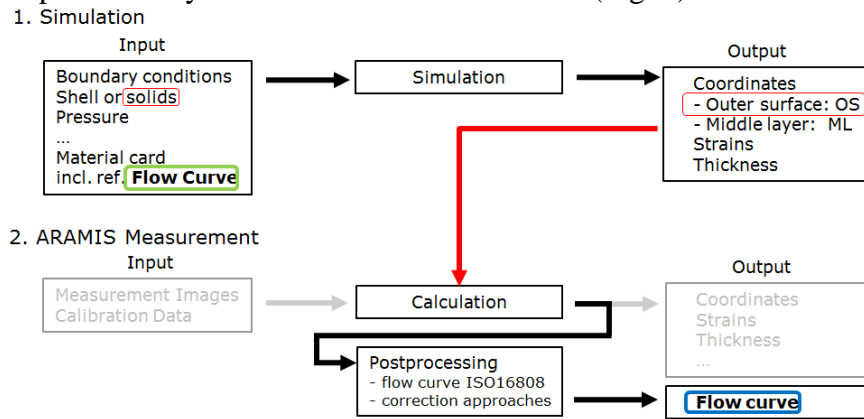 1. Simulation
Input
Output
Boundary conditions
Shell or solids
Pressure
...
Material card
incl. ref. Flow Curve
Simulation
Coordinates
- Outer surface: OS
- Middle layer: ML
Strains
Thickness
2. ARAMIS Measurement
Input
Output
Measurement Images
Calibration Data
Calculation
Coordinates
Strains
Thickness
...
Postprocessing
- flow curve ISO16808
- correction approaches
Flow curve